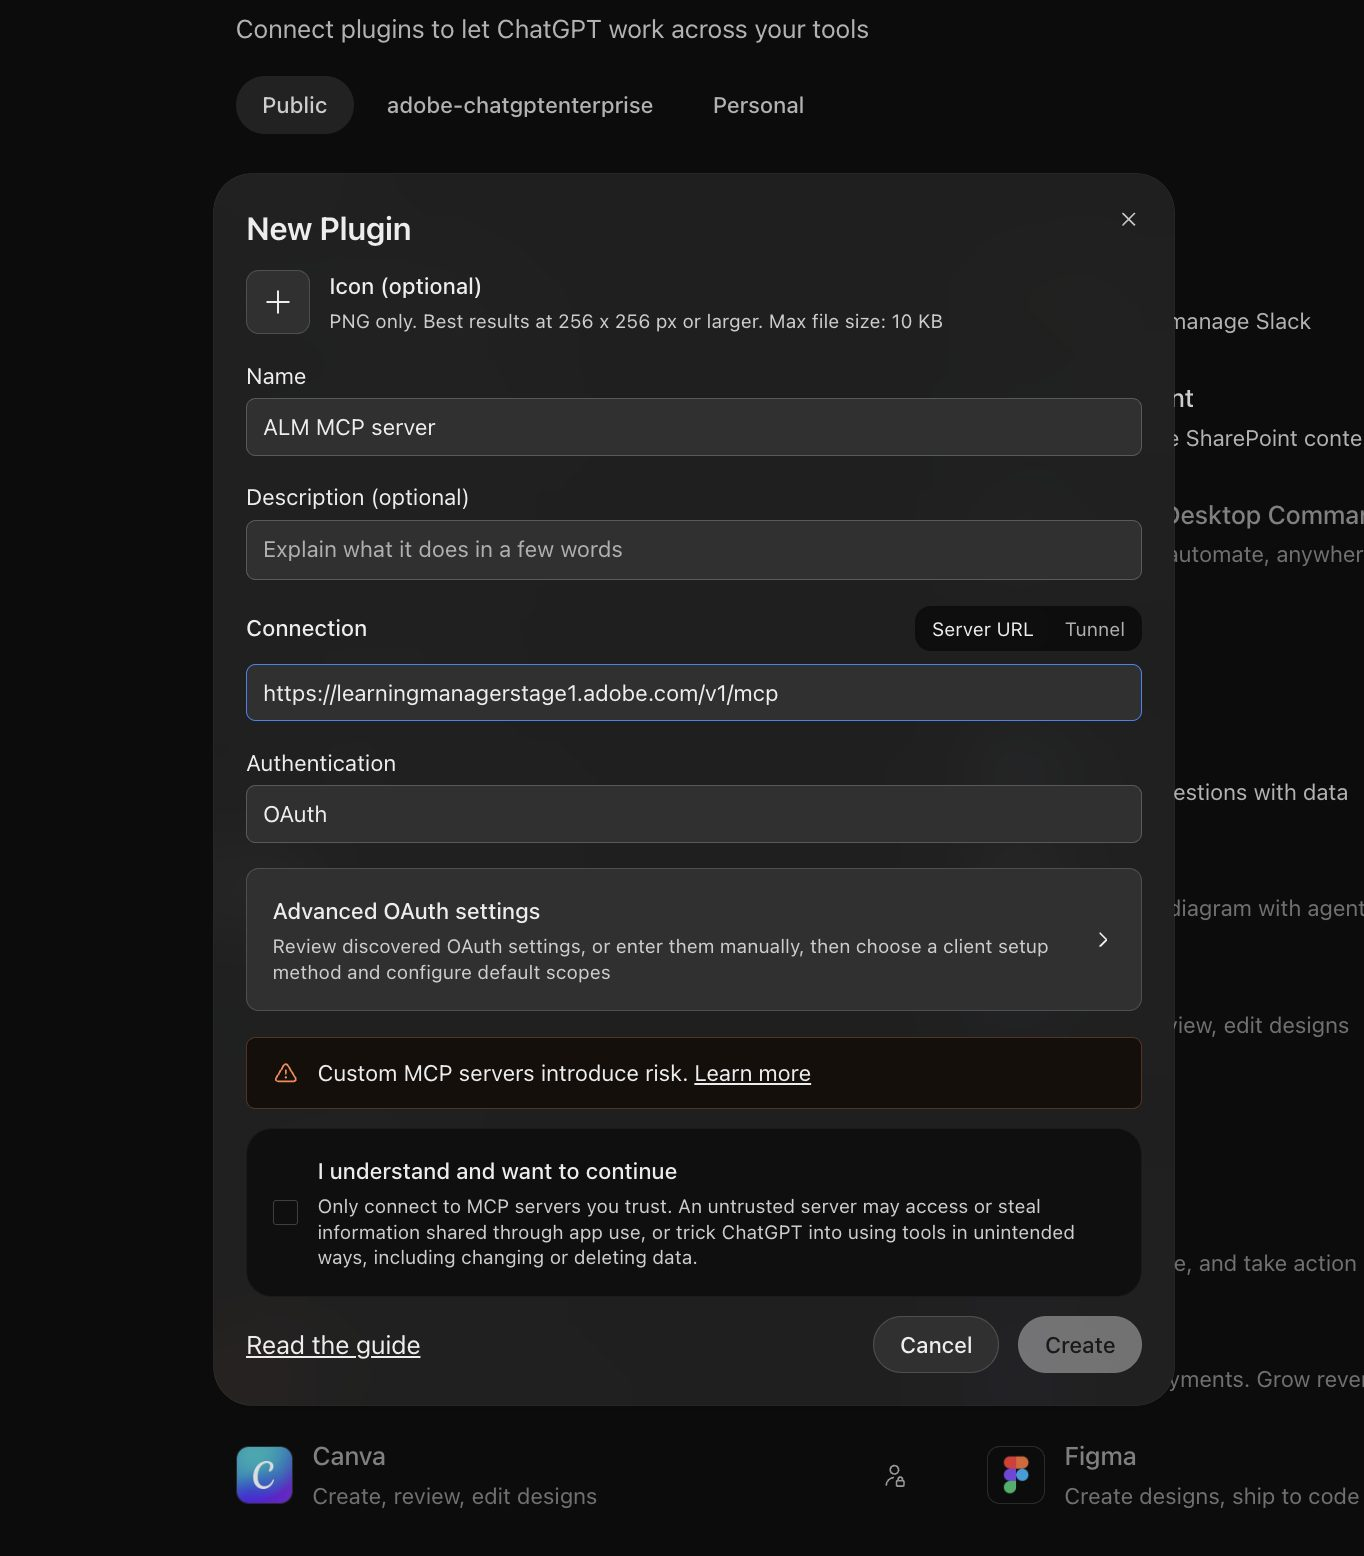 Connect plugins to let ChatGPT work across your tools
Public
adobe-chatgptenterprise
Personal
New Plugin
Icon (optional)
PNG only. Best results at 256 x 256 px or larger. Max file size: 10 KB
manage Slack
Name
nt
ALM MCP server
SharePoint conte
Description (optional)
Desktop Comma
Explain what it does in a few words
automate, anywher
Connection
Server URL
Tunnel
https://learningmanagerstage1.adobe.com/v1/mcp
Authentication
estions with data
OAuth
Advanced OAuth settings
diagram with agent
Review discovered OAuth settings, or enter them manually, then choose a client setup
method and configure default scopes
view, edit designs
Custom MCP servers introduce risk. Learn more
I understand and want to continue
Only connect to MCP servers you trust. An untrusted server may access or steal
information shared through app use, or trick ChatGPT into using tools in unintended
ways, including changing or deleting data.
e, and take action
Read the guide
Cancel
Create
yments. Grow rever
Canva
Create, review, edit designs
Figma
Create designs, ship to code